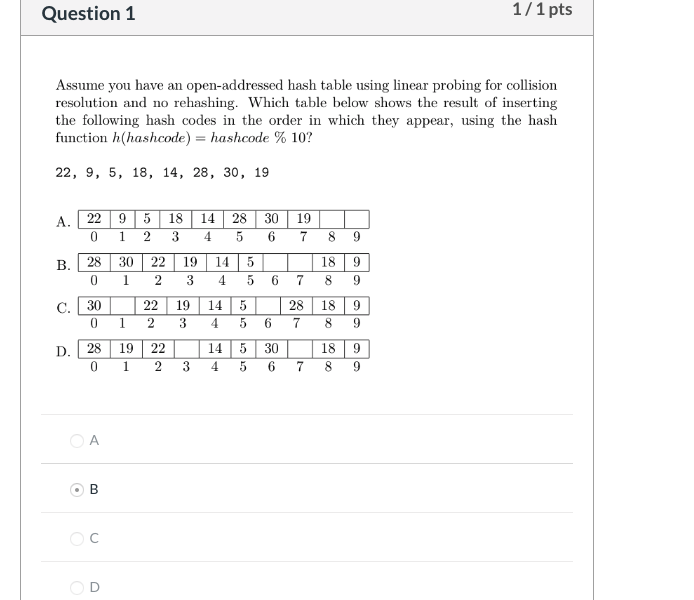 Question 1
1 / 1 pts
Assume you have an open-addressed hash table using linear probing for collision
resolution and no rehashing. Which table below shows the result of inserting
the following hash codes in the order in which they appear, using the hash
function h(hashcode) = hashcode % 10?
22, 9, 5, 18, 14, 28, 30, 19
A. 22 9 5 18 14 28 30 19
0 1 2 3 4 5 6 7 8 9
B. 28 30 22 19 14 5 18 9
0 1 2 3 4 5 6 7 8 9
C. 30 22 19 14 5 28 18 9
0 1 2 3 4 5 6 7 8 9
D. 28 19 22 14 5 30 18 9
0 1 2 3 4 5 6 7 8 9
A
B
C
D